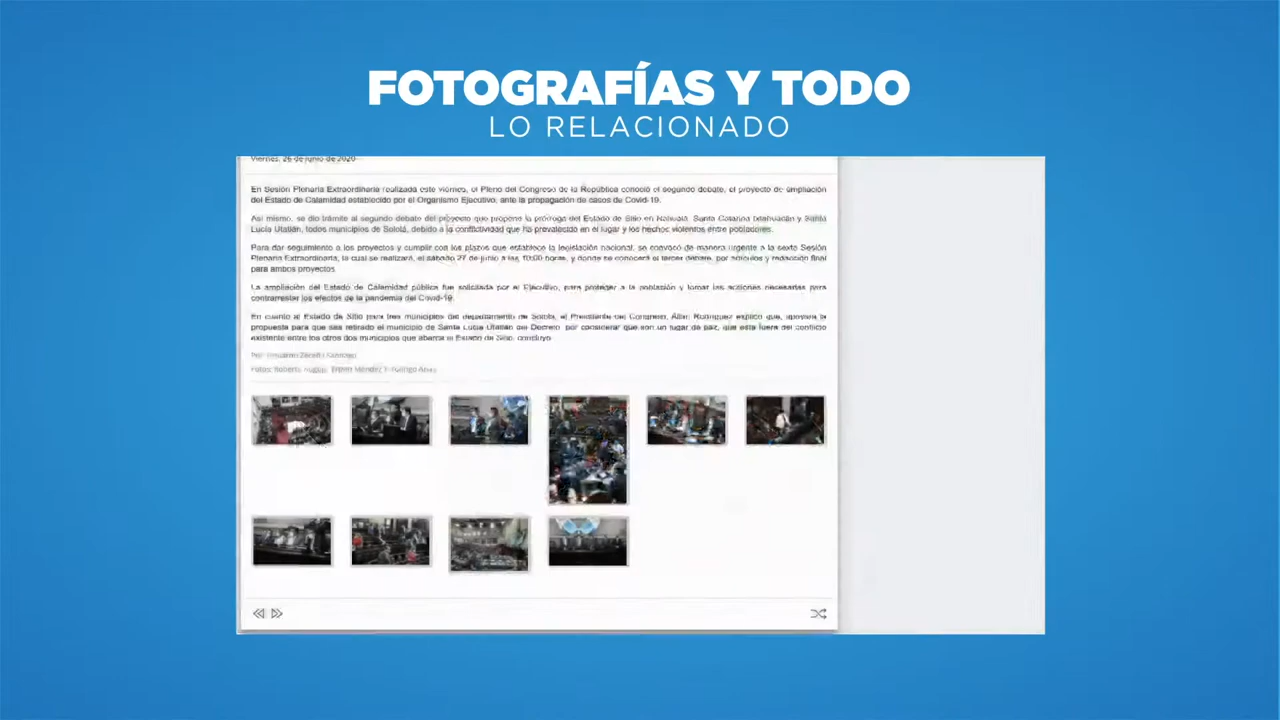 FOTOGRAFÍAS Y TODO
LO RELACIONADO
Viernes, 26 de junio de 2020
En Sesión Plenaria Extraordinaria realizada este viernes, el Pleno del Congreso de la República conoció el segundo debate, el proyecto de ampliación
del Estado de Calamidad establecido por el Organismo Ejecutivo, ante la propagación de casos de Covid-19.
Así mismo, se dio trámite al segundo debate del proyecto que propone la prórroga del Estado de Sitio en Nahualá, Santa Catarina Ixtahuacán y Santa
Lucía Utatlán, todos municipios de Sololá, debido a la conflictividad que ha prevalecido en el lugar y los hechos violentos entre pobladores.
Para dar seguimiento a los proyectos y cumplir con los plazos que establece la legislación nacional, se convocó de manera urgente a la sexta Sesión
Plenaria Extraordinaria, la cual se realizará, el sábado 27 de junio a las 10:00 horas, y donde se conocerá el tercer debate, por artículos y redacción final
para ambos proyectos.
La ampliación del Estado de Calamidad pública fue solicitada por el Ejecutivo, para proteger a la población y tomar las acciones necesarias para
contrarrestar los efectos de la pandemia del Covid-19.
En cuanto al Estado de Sitio para tres municipios del departamento de Sololá, el Presidente del Congreso, Allan Rodríguez explicó que, apoyará la
propuesta para que sea retirado el municipio de Santa Lucía Utatlán del Decreto, por considerar que son un lugar de paz, que está fuera del conflicto
existente entre los otros dos municipios que abarca el Estado de Sitio, concluyó.
Por:
Fotos: Roberto